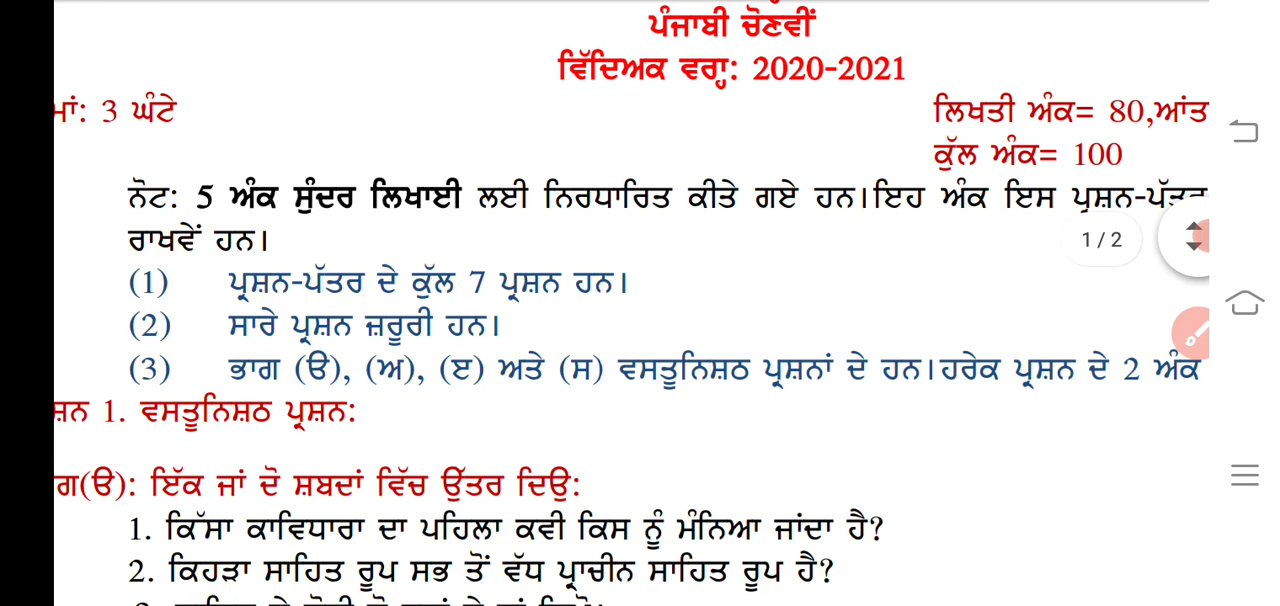 ਪੰਜਾਬੀ ਚੋਣਵੀਂ
ਵਿੱਦਿਅਕ ਵਰ੍ਹਾ: 2020-2021
ਮਾਂ: 3 ਘੰਟੇ
ਲਿਖਤੀ ਅੰਕ= 80,ਆਂਤ
ਕੁੱਲ ਅੰਕ= 100
ਨੋਟ: 5 ਅੰਕ ਸੁੰਦਰ ਲਿਖਾਈ ਲਈ ਨਿਰਧਾਰਿਤ ਕੀਤੇ ਗਏ ਹਨ।ਇਹ ਅੰਕ ਇਸ ਪ੍ਰਸ਼ਨ-ਪੱਤਰ
ਰਾਖਵੇਂ ਹਨ।
1 / 2
(1) ਪ੍ਰਸ਼ਨ-ਪੱਤਰ ਦੇ ਕੁੱਲ 7 ਪ੍ਰਸ਼ਨ ਹਨ।
(2) ਸਾਰੇ ਪ੍ਰਸ਼ਨ ਜ਼ਰੂਰੀ ਹਨ।
(3) ਭਾਗ (ੳ), (ਅ), (ੲ) ਅਤੇ (ਸ) ਵਸਤੂਨਿਸ਼ਠ ਪ੍ਰਸ਼ਨਾਂ ਦੇ ਹਨ।ਹਰੇਕ ਪ੍ਰਸ਼ਨ ਦੇ 2 ਅੰਕ
ਸ਼ਨ 1. ਵਸਤੂਨਿਸ਼ਠ ਪ੍ਰਸ਼ਨ:
ਗ(ੳ): ਇੱਕ ਜਾਂ ਦੋ ਸ਼ਬਦਾਂ ਵਿੱਚ ਉੱਤਰ ਦਿਉ:
1. ਕਿੱਸਾ ਕਾਵਿਧਾਰਾ ਦਾ ਪਹਿਲਾ ਕਵੀ ਕਿਸ ਨੂੰ ਮੰਨਿਆ ਜਾਂਦਾ ਹੈ?
2. ਕਿਹੜਾ ਸਾਹਿਤ ਰੂਪ ਸਭ ਤੋਂ ਵੱਧ ਪ੍ਰਾਚੀਨ ਸਾਹਿਤ ਰੂਪ ਹੈ?